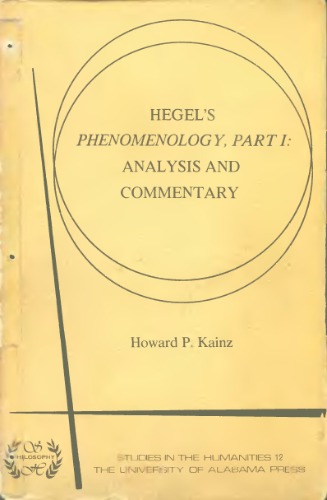 HEGEL'S
PHENOMENOLOGY, PART I:
ANALYSIS AND
COMMENTARY
Howard P. Kainz
S
PHILOSOPHY
H
STUDIES IN THE HUMANITIES 12
THE UNIVERSITY OF ALABAMA PRESS